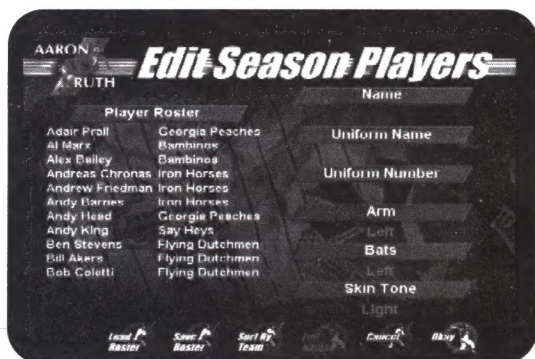 AARON
RUTH
Edit Season Players
Player Roster
Adair Prall Georgia Peaches
Al Marx Bambinos
Alex Bailey Bambinos
Andreas Chronas Iron Horses
Andrew Friedman Iron Horses
Andy Barnes Iron Horses
Andy Head Georgia Peaches
Andy King Say Heys
Ben Stevens Flying Dutchmen
Bill Akers Flying Dutchmen
Bob Coletti Flying Dutchmen
Name
Uniform Name
Uniform Number
Arm
Left
Bats
Left
Skin Tone
Light
Load Roster
Save Roster
Sort By Team
Cancel
Okay